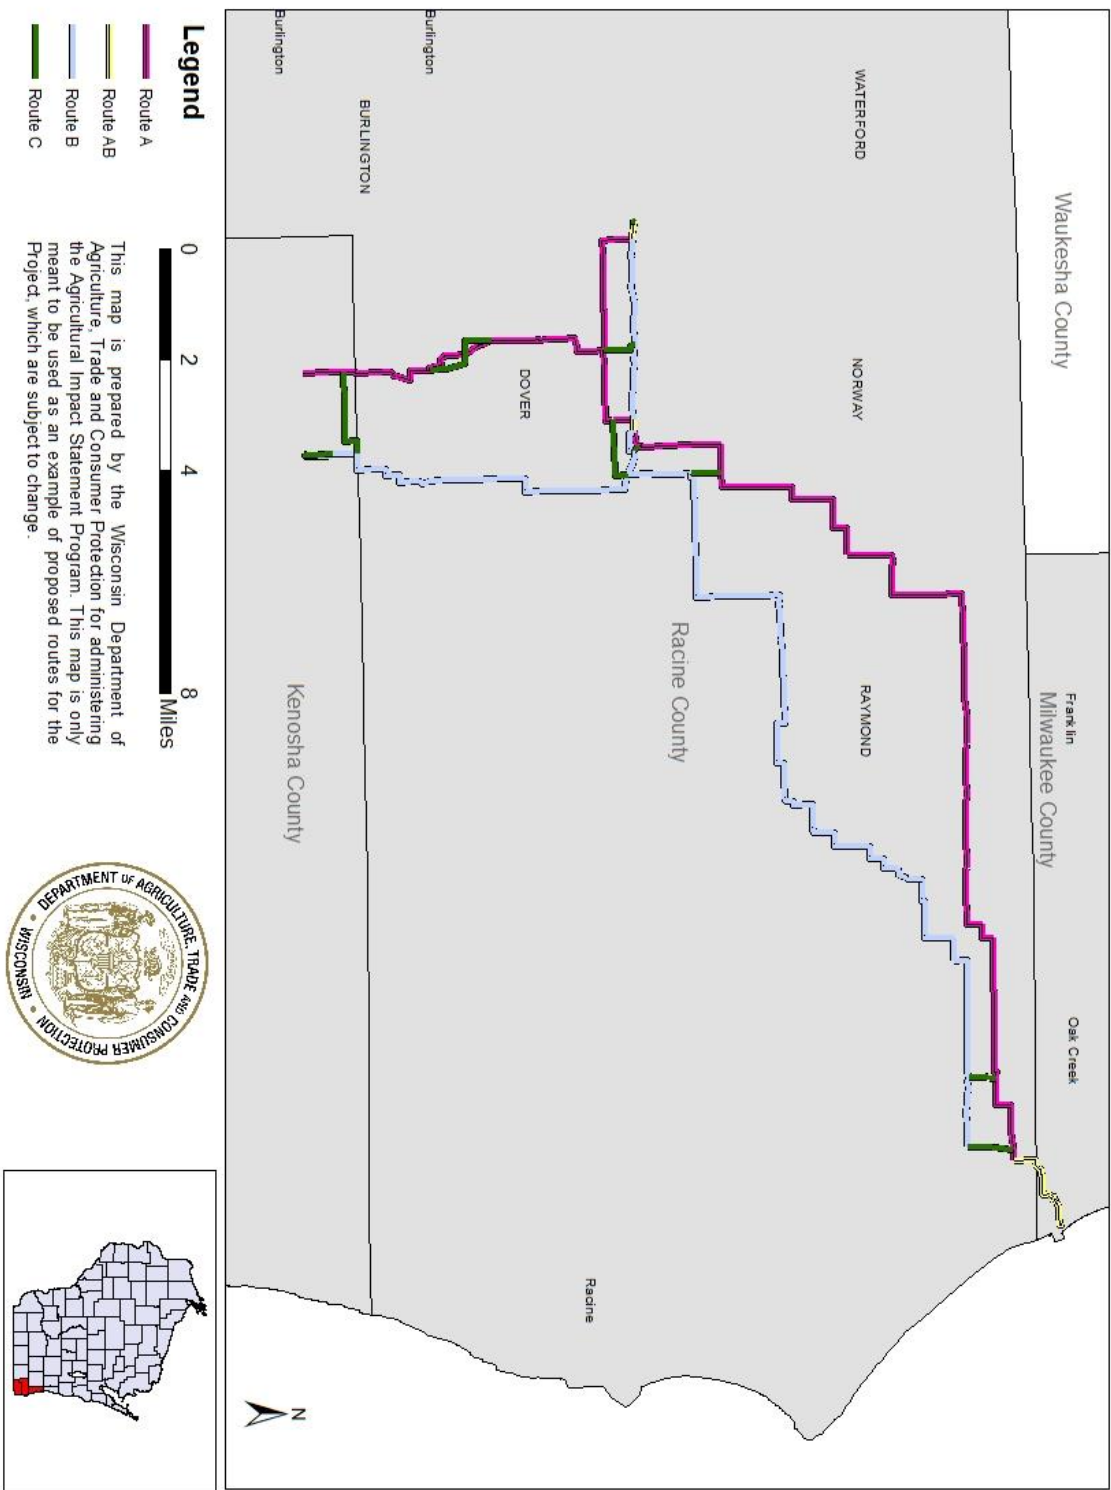 Waukesha County
Franklin
Milwaukee County
Oak Creek
WATERFORD
NORWAY
RAYMOND
Racine County
Racine
DOVER
Burlington
BURLINGTON
Burlington
Kenosha County
N
Legend
Route A
Route AB
Route B
Route C
0 2 4 8
Miles
This map is prepared by the Wisconsin Department of
Agriculture, Trade and Consumer Protection for administering
the Agricultural Impact Statement Program. This map is only
meant to be used as an example of proposed routes for the
Project, which are subject to change.
DEPARTMENT OF AGRICULTURE, TRADE AND CONSUMER PROTECTION
WISCONSIN